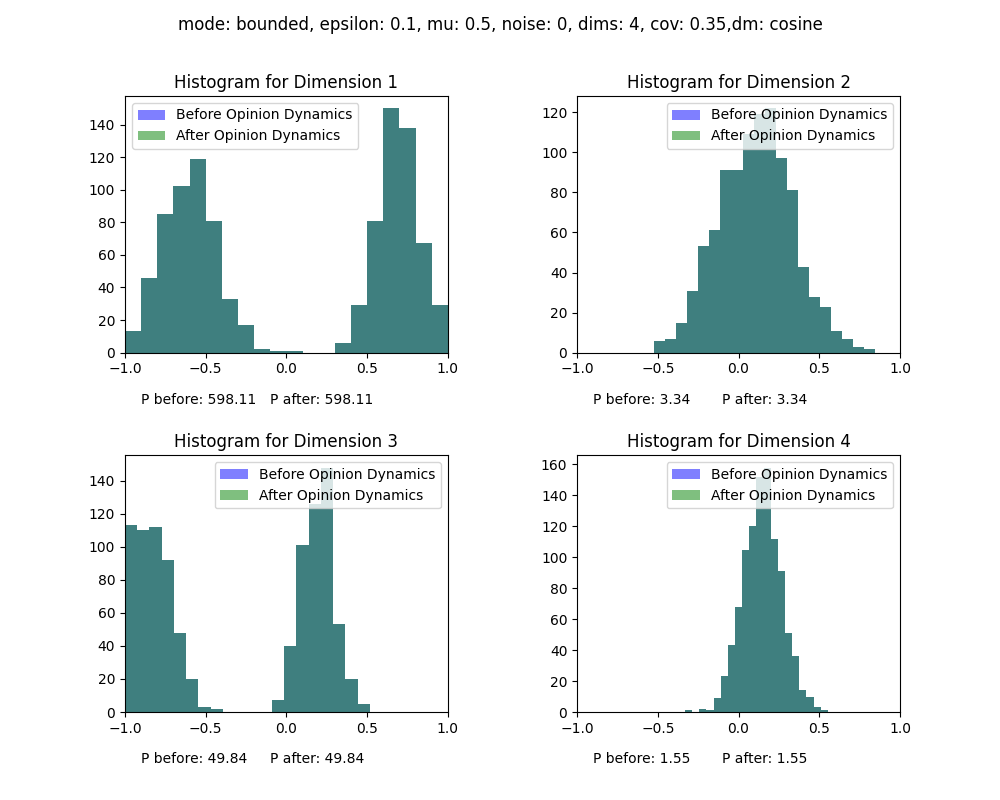 mode: bounded, epsilon: 0.1, mu: 0.5, noise: 0, dims: 4, cov: 0.35,dm: cosine
Histogram for Dimension 1
Before Opinion Dynamics
After Opinion Dynamics
140
120
100
80
60
40
20
0
−1.0 −0.5 0.0 0.5 1.0
P before: 598.11 P after: 598.11
Histogram for Dimension 2
Before Opinion Dynamics
After Opinion Dynamics
120
100
80
60
40
20
0
−1.0 −0.5 0.0 0.5 1.0
P before: 3.34 P after: 3.34
Histogram for Dimension 3
Before Opinion Dynamics
After Opinion Dynamics
140
120
100
80
60
40
20
0
−1.0 −0.5 0.0 0.5 1.0
P before: 49.84 P after: 49.84
Histogram for Dimension 4
Before Opinion Dynamics
After Opinion Dynamics
160
140
120
100
80
60
40
20
0
−1.0 −0.5 0.0 0.5 1.0
P before: 1.55 P after: 1.55